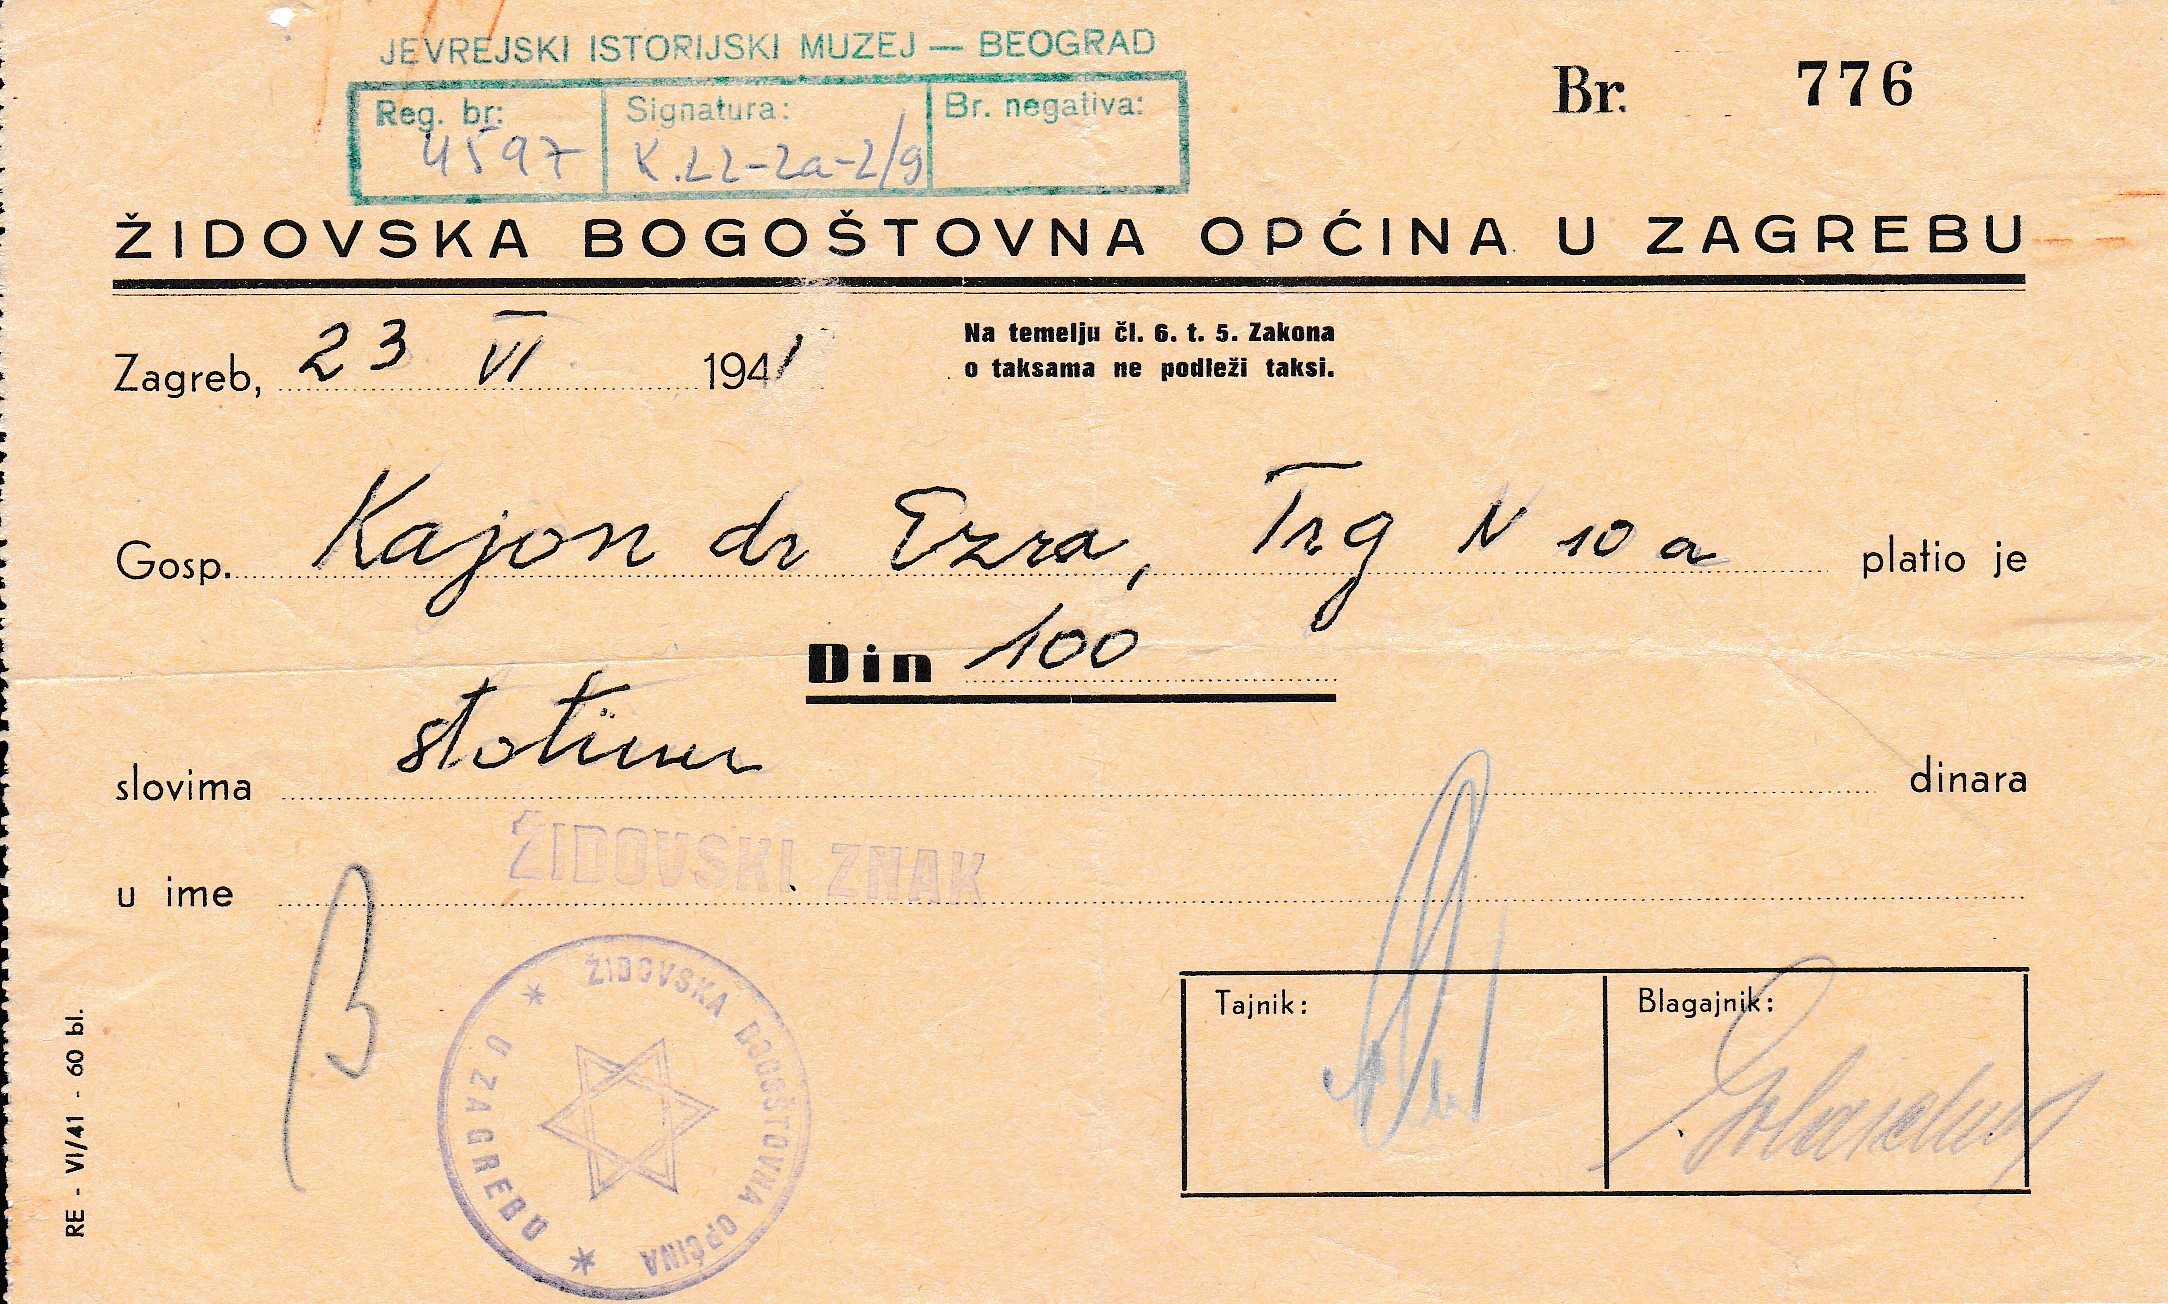 JEVREJSKI ISTORIJSKI MUZEJ — BEOGRAD
Reg. br: 4597
Signatura: K.22-2a-2/9
Br. negativa:
Br. 776
ŽIDOVSKA BOGOŠTOVNA OPĆINA U ZAGREBU
Zagreb, 23 VI 1941
Na temelju čl. 6. t. 5. Zakona
o taksama ne podleži taksi.
Gosp. Kajon dr Ezra, Trg N 10 a platio je
Din 100
slovima stotinu dinara
ŽIDOVSKI ZNAK
u ime
ŽIDOVSKA BOGOŠTOVNA OPĆINA * U ZAGREBU *
Tajnik:
Blagajnik:
RE - VI/41 - 60 bl.